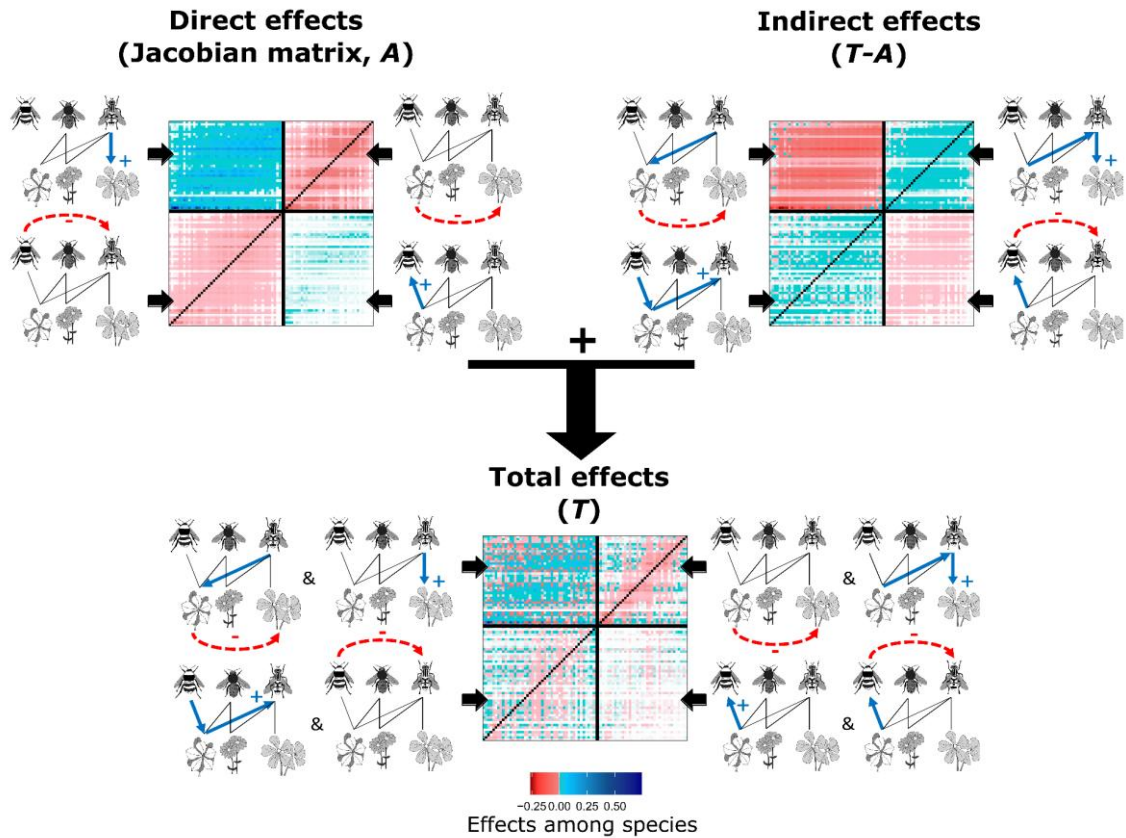 Direct effects
(Jacobian matrix, A)
Indirect effects
(T-A)
+
-
-
+
+
-
-
+
+
-
+
Total effects
(T)
&
+
-
-
&
+
-
-
+
&
+
&
−0.25 0.00 0.25 0.50
Effects among species